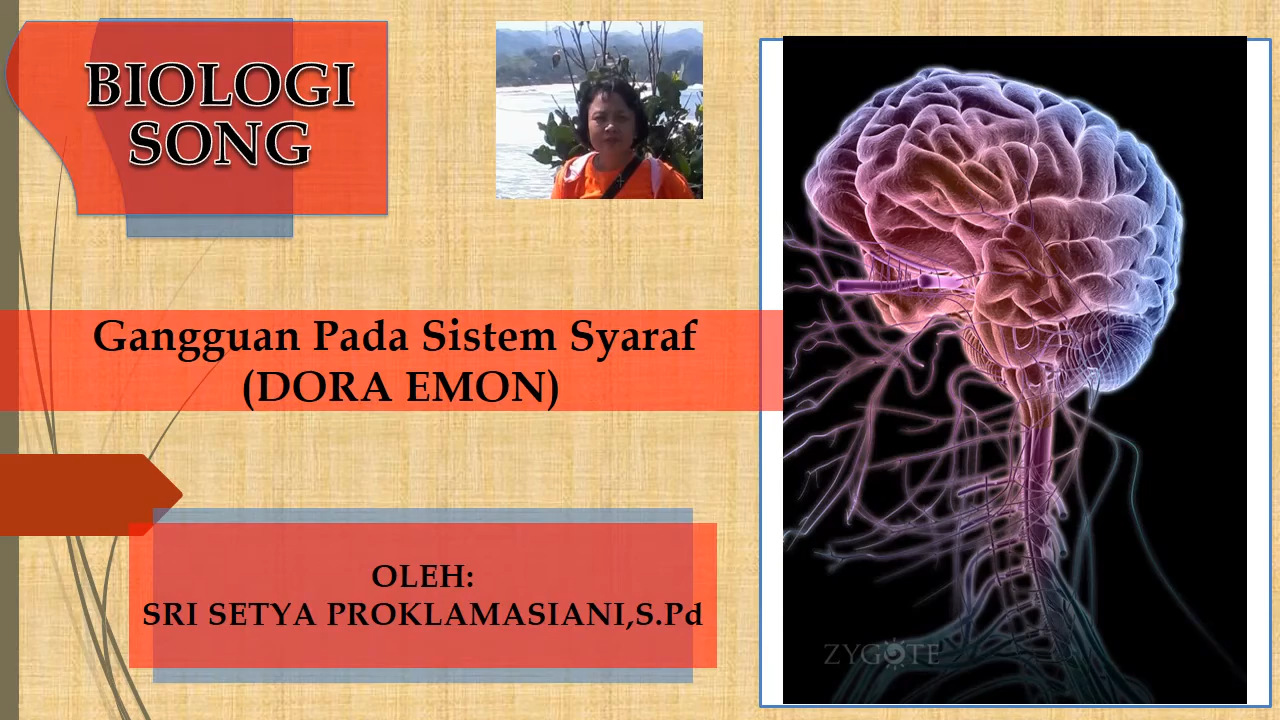 BIOLOGI
SONG
Gangguan Pada Sistem Syaraf
(DORA EMON)
OLEH:
SRI SETYA PROKLAMASIANI,S.Pd
ZYGOTE